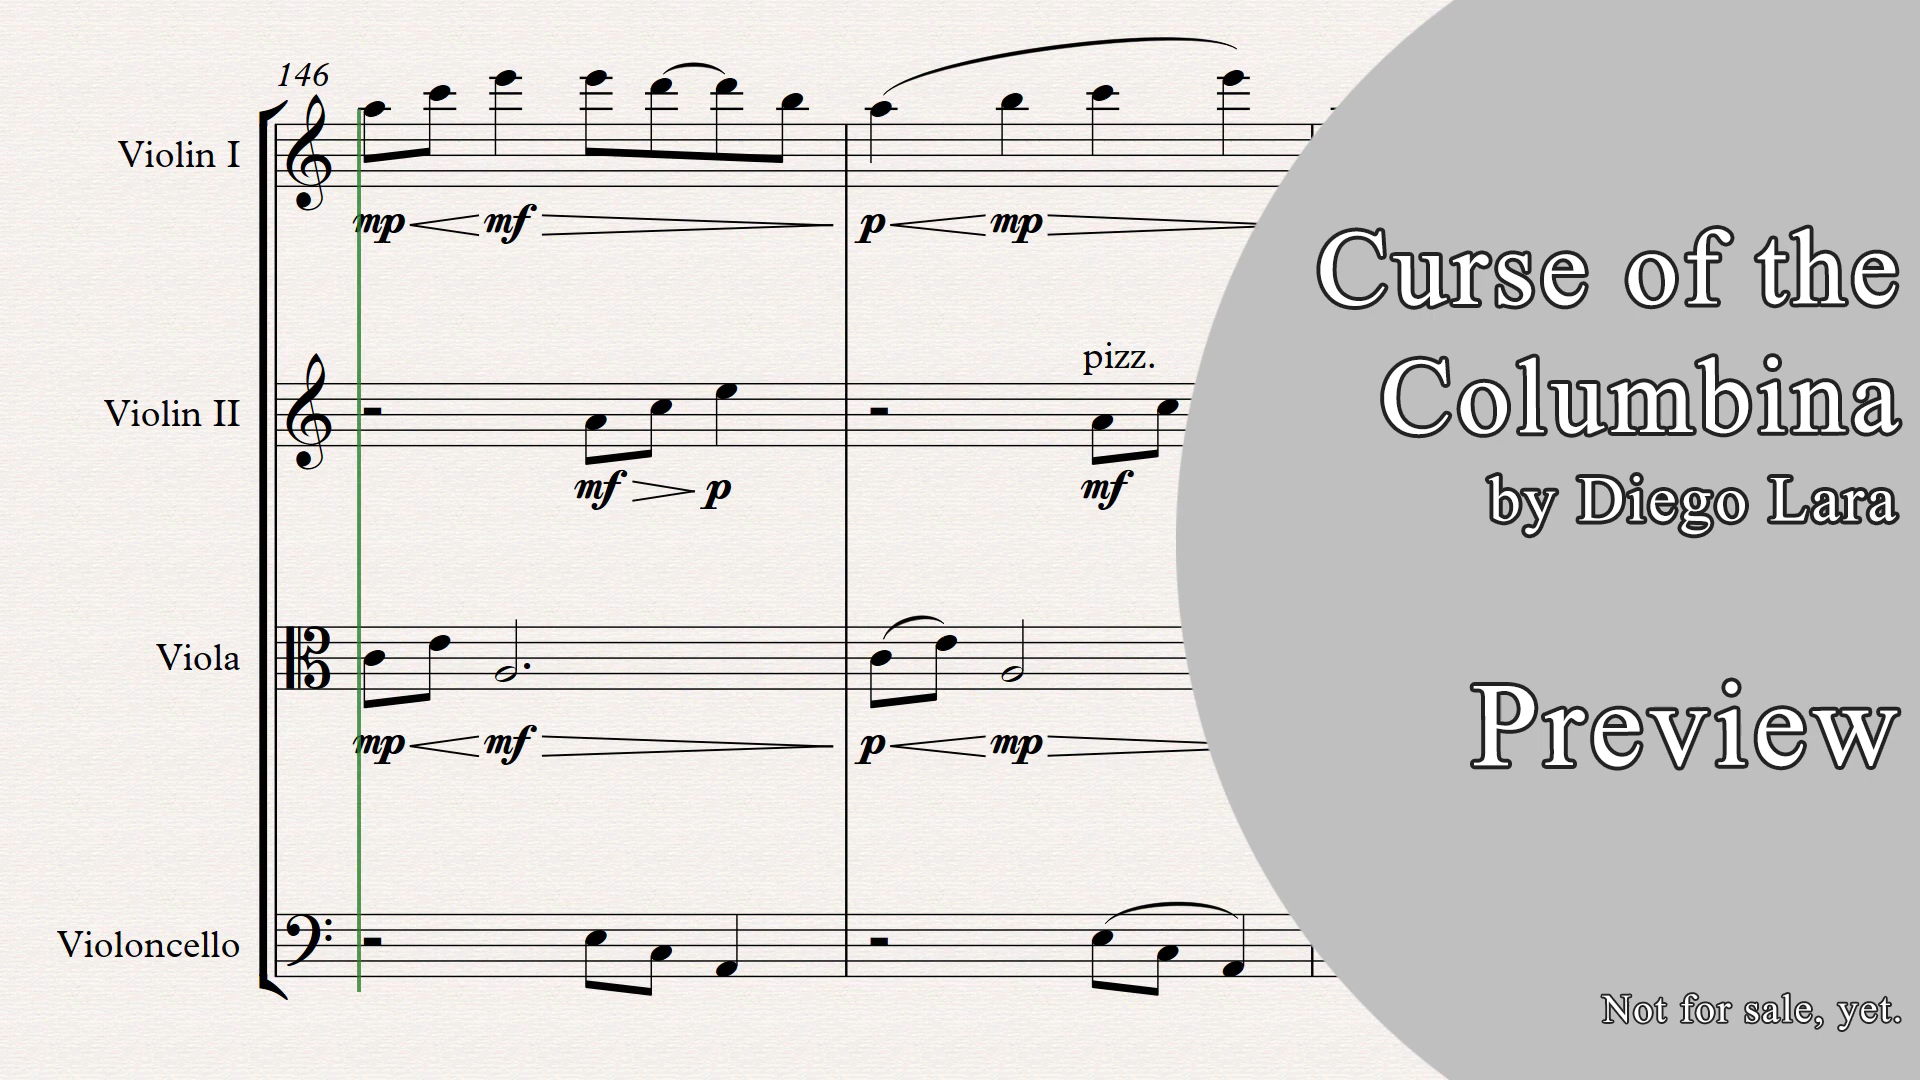 146
Violin I
mp mf p mp
pizz.
Violin II
mf p mf
Viola
mp mf p mp
Violoncello
Curse of the
Columbina
by Diego Lara
Preview
Not for sale, yet.